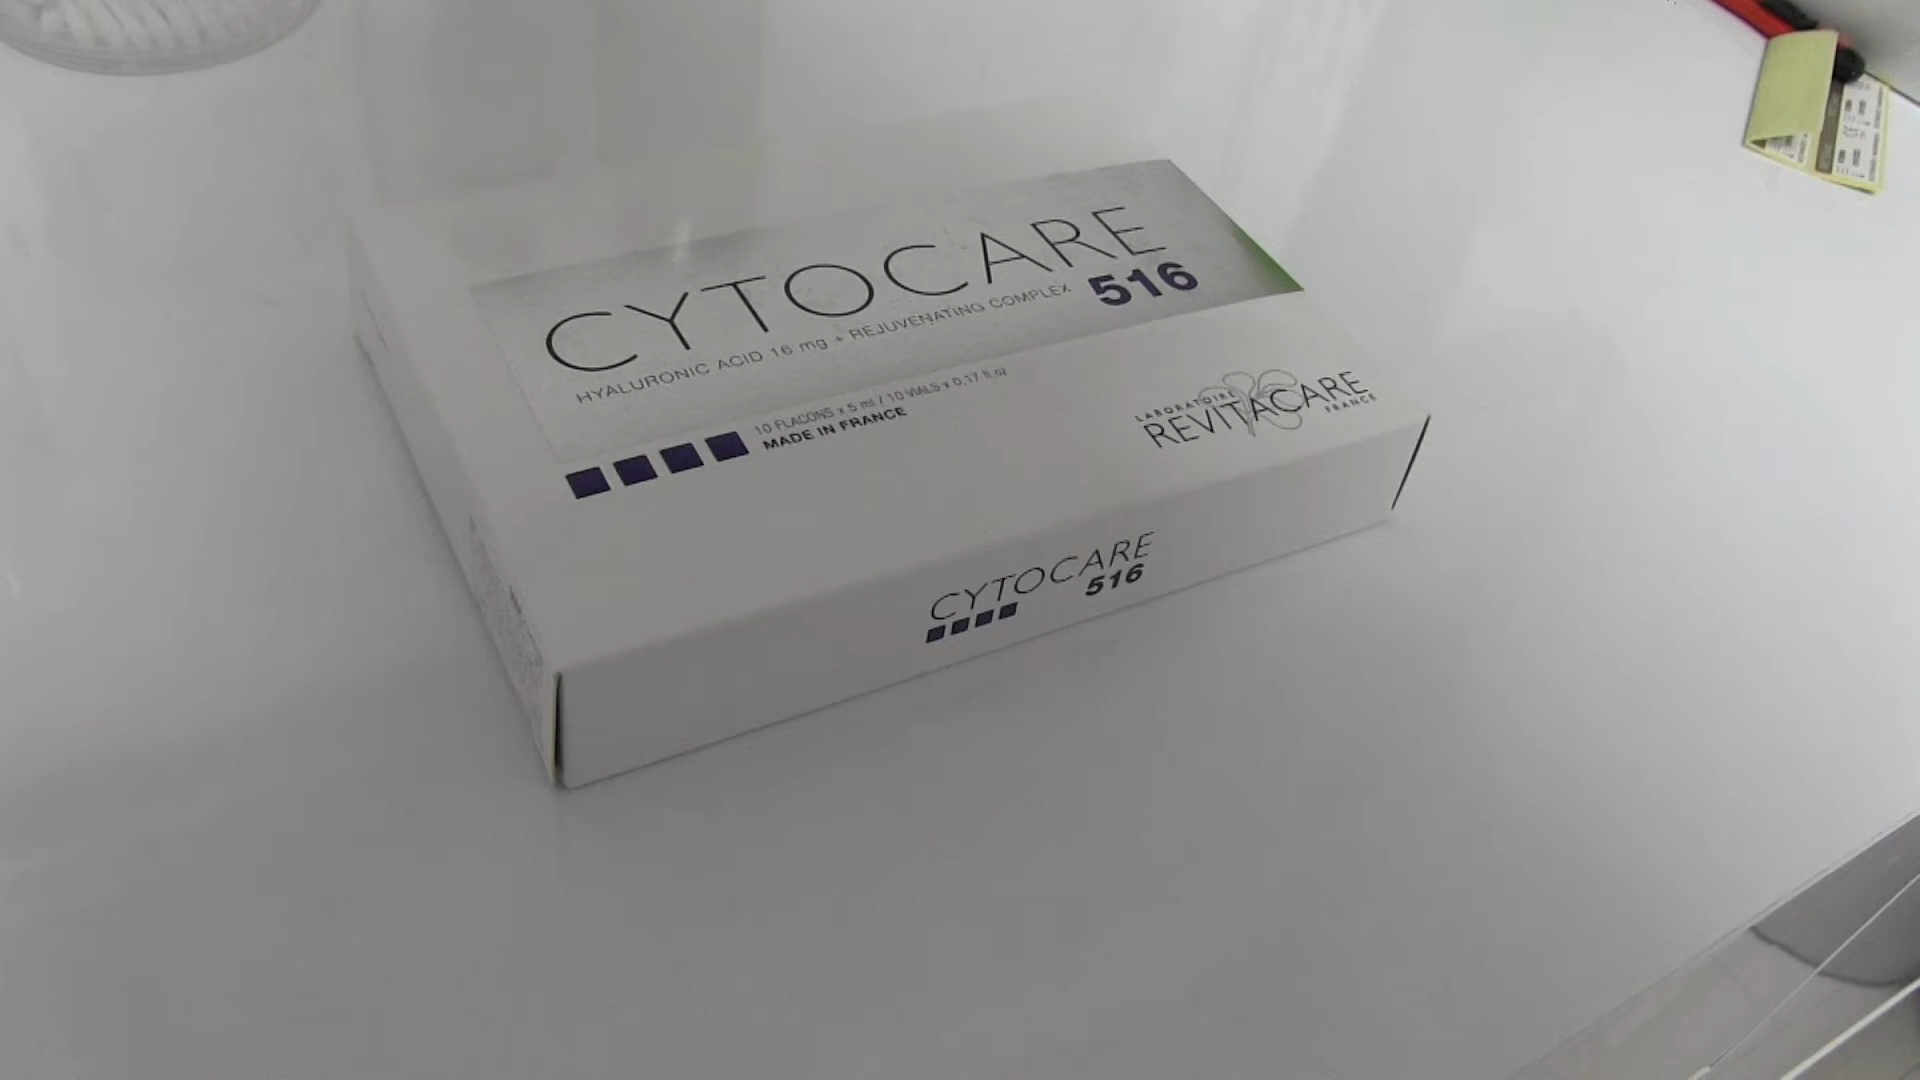 CYTOCARE
516
HYALURONIC ACID 16 mg + REJUVENATING COMPLEX
10 FLACONS x 5 ml / 10 VIALS x 0,17 fl.oz
MADE IN FRANCE
LABORATOIRE
REVITACARE
FRANCE
CYTOCARE
516